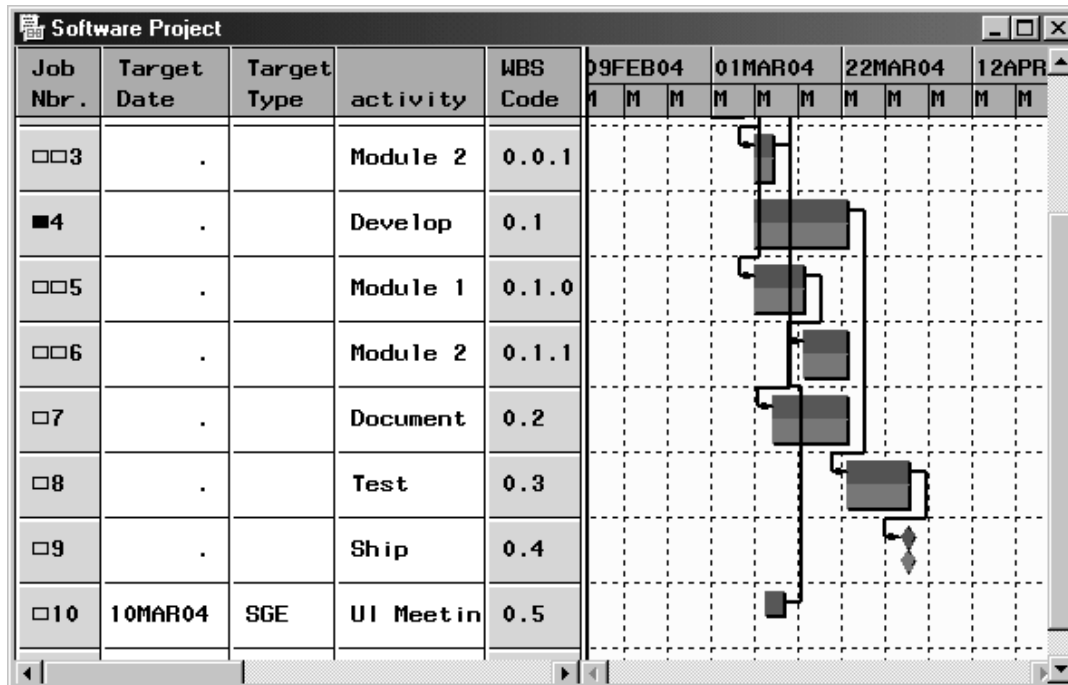 Software Project
Job Nbr. Target Date Target Type activity WBS Code 09FEB04 01MAR04 22MAR04 12APR
M M M M M M M M M M
3 . Module 2 0.0.1
4 . Develop 0.1
5 . Module 1 0.1.0
6 . Module 2 0.1.1
7 . Document 0.2
8 . Test 0.3
9 . Ship 0.4
10 10MAR04 SGE UI Meetin 0.5